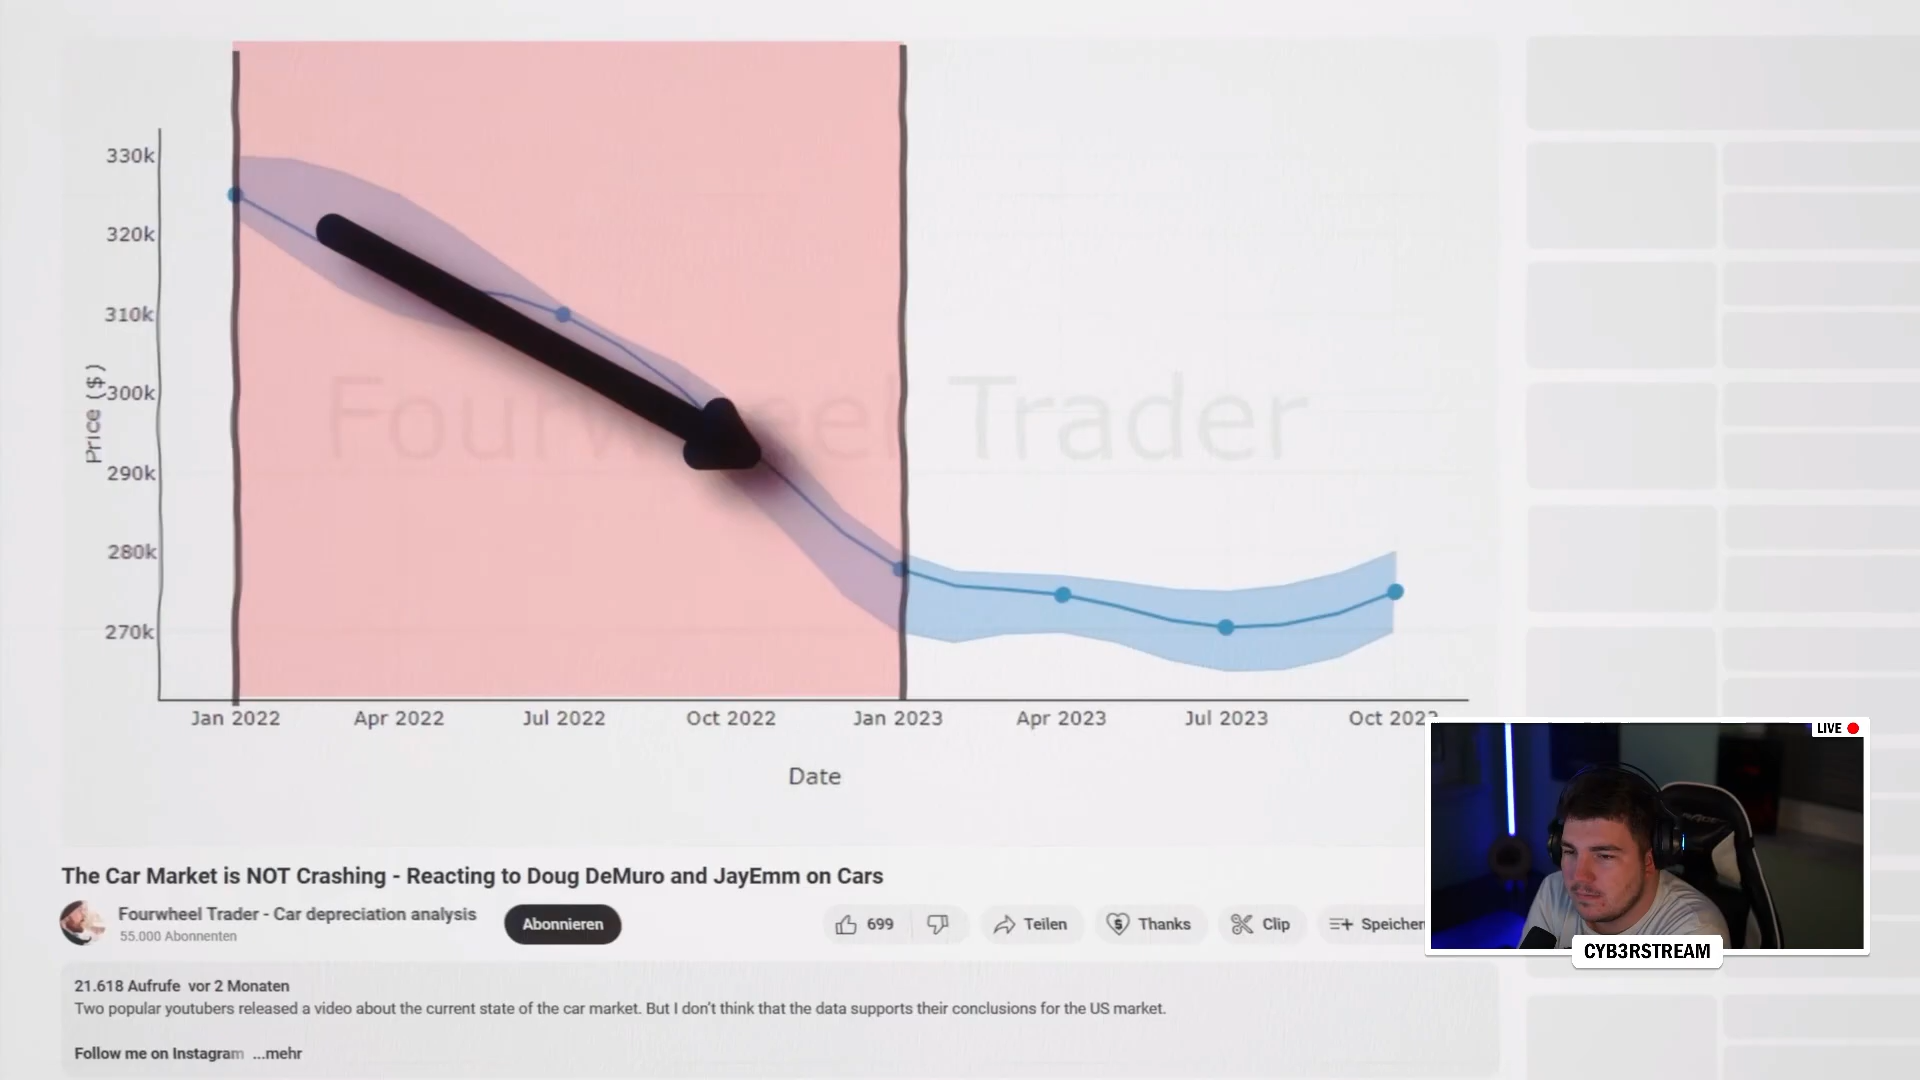 330k
320k
310k
300k
290k
280k
270k
Price ($)
Fourwheel Trader
Jan 2022
Apr 2022
Jul 2022
Oct 2022
Jan 2023
Apr 2023
Jul 2023
Oct 2023
Date
LIVE
CYB3RSTREAM
The Car Market is NOT Crashing - Reacting to Doug DeMuro and JayEmm on Cars
Fourwheel Trader - Car depreciation analysis
55.000 Abonnenten
Abonnieren
699
Teilen
Thanks
Clip
Speichern
21.618 Aufrufe vor 2 Monaten
Two popular youtubers released a video about the current state of the car market. But I don't think that the data supports their conclusions for the US market.
Follow me on Instagram ...mehr